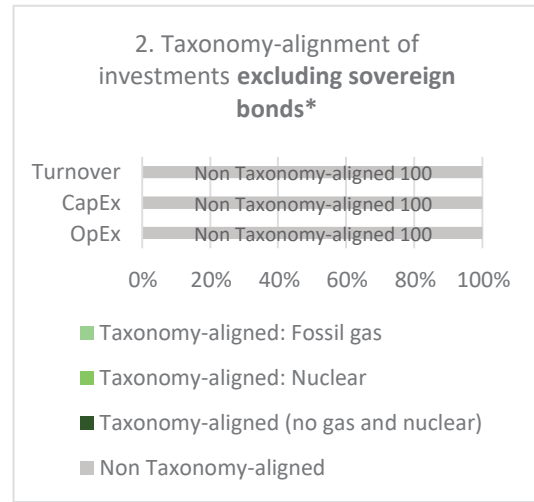 2. Taxonomy-alignment of
investments excluding sovereign
bonds*
Turnover
Non Taxonomy-aligned 100
CapEx
Non Taxonomy-aligned 100
OpEx
Non Taxonomy-aligned 100
0% 20% 40% 60% 80% 100%
Taxonomy-aligned: Fossil gas
Taxonomy-aligned: Nuclear
Taxonomy-aligned (no gas and nuclear)
Non Taxonomy-aligned